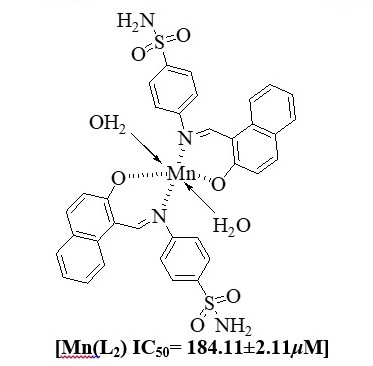 H₂N
S=O
O
N
OH₂
O
Mn
O
N
H₂O
S=O
O NH₂
[Mn(L₂) IC₅₀= 184.11±2.11µM]